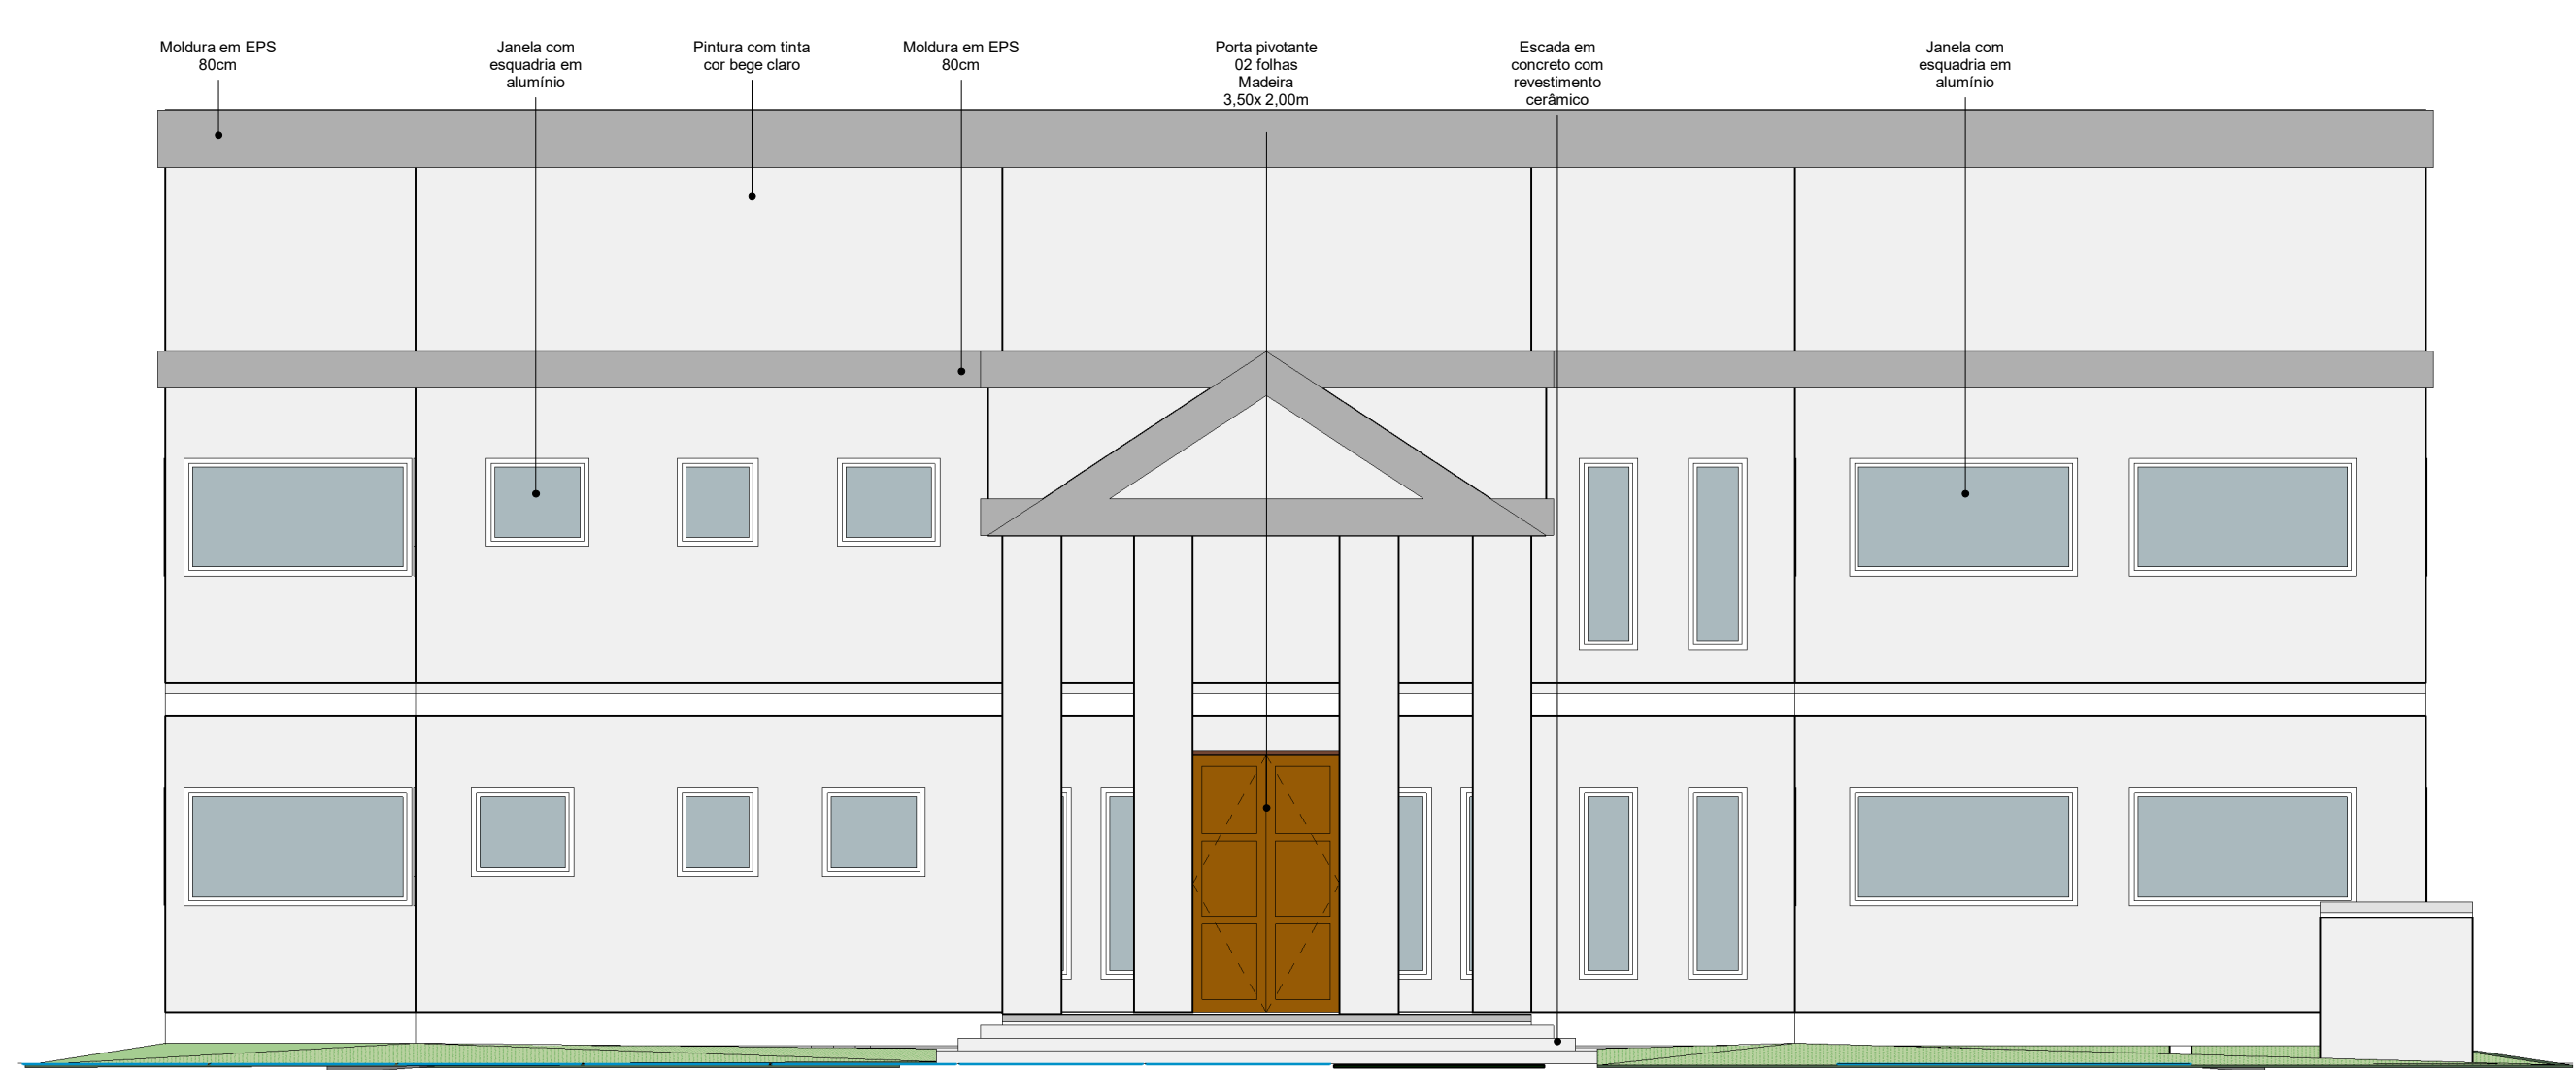 Moldura em EPS
80cm
Janela com
esquadria em
alumínio
Pintura com tinta
cor bege claro
Moldura em EPS
80cm
Porta pivotante
02 folhas
Madeira
3,50x 2,00m
Escada em
concreto com
revestimento
cerâmico
Janela com
esquadria em
alumínio